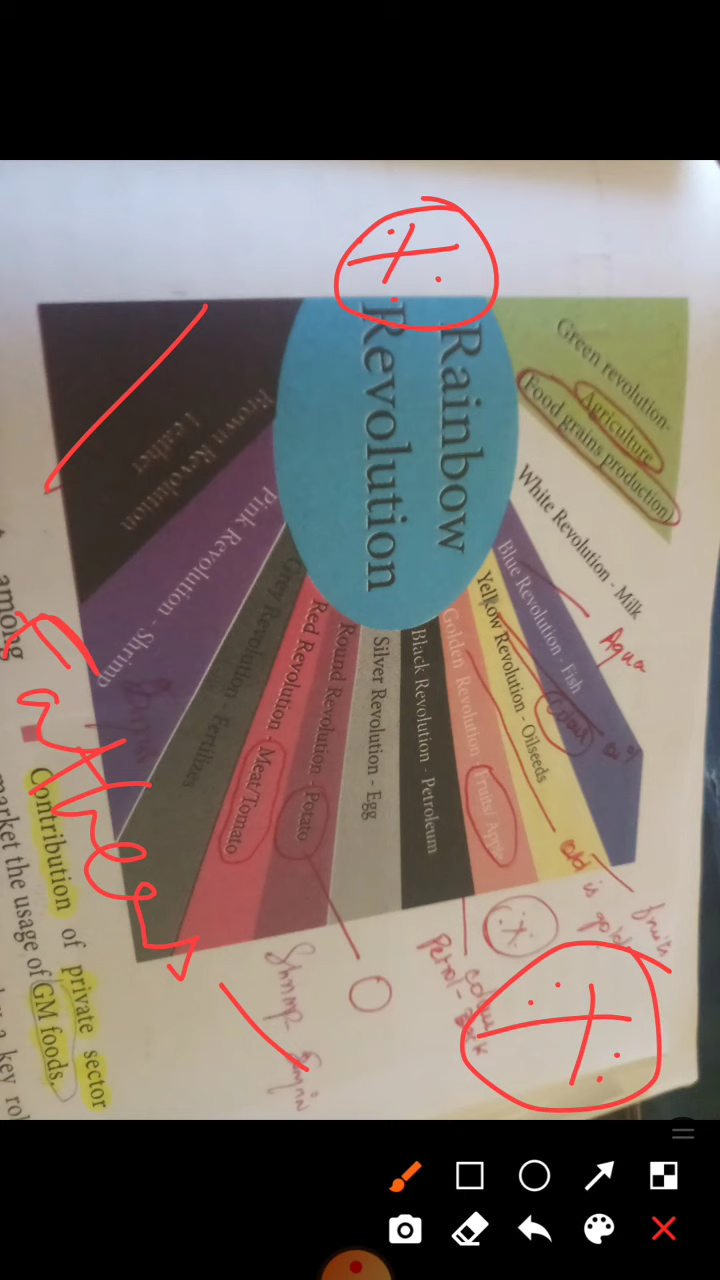 Rainbow
Revolution
Green revolution-
Agriculture
(Food grains production)
White Revolution - Milk
Blue Revolution - Fish
Yellow Revolution - Oilseeds
Golden Revolution - Fruits/Apple
Black Revolution - Petroleum
Silver Revolution - Egg
Round Revolution - Potato
Red Revolution - Meat/Tomato
Grey Revolution - Fertilizes
Pink Revolution - Shrimp
Brown Revolution
Leather
Aqua
fruits
is gold
Petrol -
Shrimp
among
Contribution of private sector
market the usage of GM foods.
a key rol